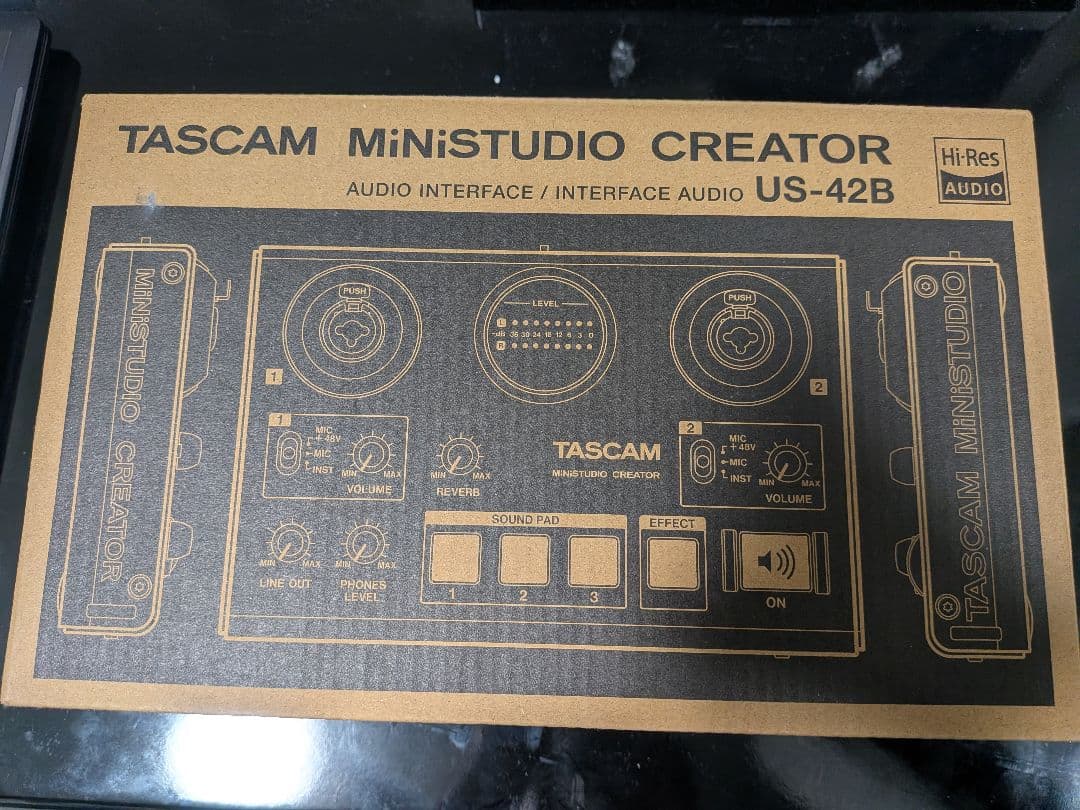 TASCAM MiNiSTUDIO CREATOR
Hi-Res
AUDIO
AUDIO INTERFACE / INTERFACE AUDIO US-42B
MiNiSTUDIO CREATOR
PUSH
LEVEL
L
-dB 36 30 24 18 12 6 3 0
R
PUSH
1
2
1
MIC
+48V
MIC
INST
MIN MAX
VOLUME
MIN MAX
REVERB
TASCAM
MiNiSTUDIO CREATOR
2
MIC
+48V
MIC
INST
MIN MAX
VOLUME
MIN MAX
LINE OUT
MIN MAX
PHONES
LEVEL
SOUND PAD
1 2 3
EFFECT
ON
TASCAM MiNiSTUDIO